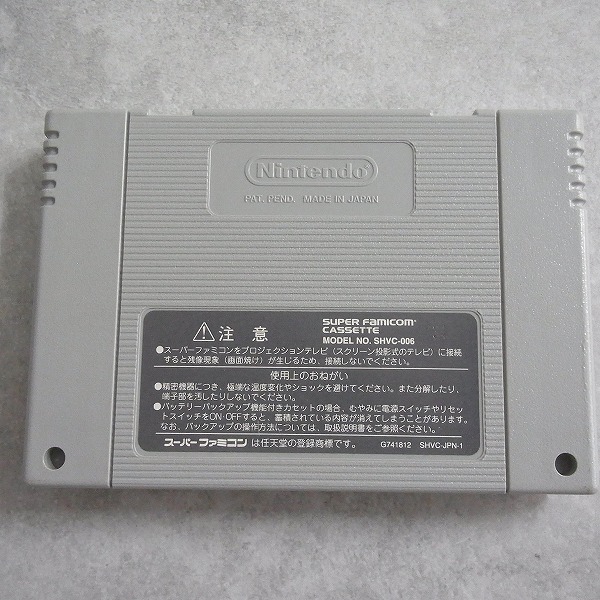 Nintendo
PAT. PEND. MADE IN JAPAN
⚠注意
SUPER FAMICOM
CASSETTE
MODEL NO. SHVC-006
●スーパーファミコンをプロジェクションテレビ（スクリーン投影式のテレビ）に接続
すると残像現象（画面焼け）が生じるため、接続しないでください。
使用上のおねがい
●精密機器につき、極端な温度変化やショックを避けてください。また分解したり、
端子部を汚したりしないでください。
●バッテリーバックアップ機能付きカセットの場合、むやみに電源スイッチやリセッ
トスイッチをON・OFFすると、蓄積されている内容が消えてしまうことがあります。
なお、バックアップの操作方法については、取扱説明書をご参照ください。
スーパーファミコン は任天堂の登録商標です。 G741812 SHVC-JPN-1